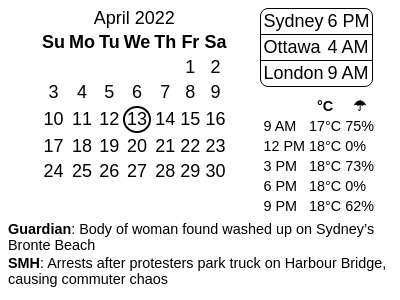 April 2022
Su Mo Tu We Th Fr Sa
1 2
3 4 5 6 7 8 9
10 11 12 13 14 15 16
17 18 19 20 21 22 23
24 25 26 27 28 29 30
Sydney 6 PM
Ottawa 4 AM
London 9 AM
°C ☂
9 AM 17°C 75%
12 PM 18°C 0%
3 PM 18°C 73%
6 PM 18°C 0%
9 PM 18°C 62%
Guardian: Body of woman found washed up on Sydney’s
Bronte Beach
SMH: Arrests after protesters park truck on Harbour Bridge,
causing commuter chaos